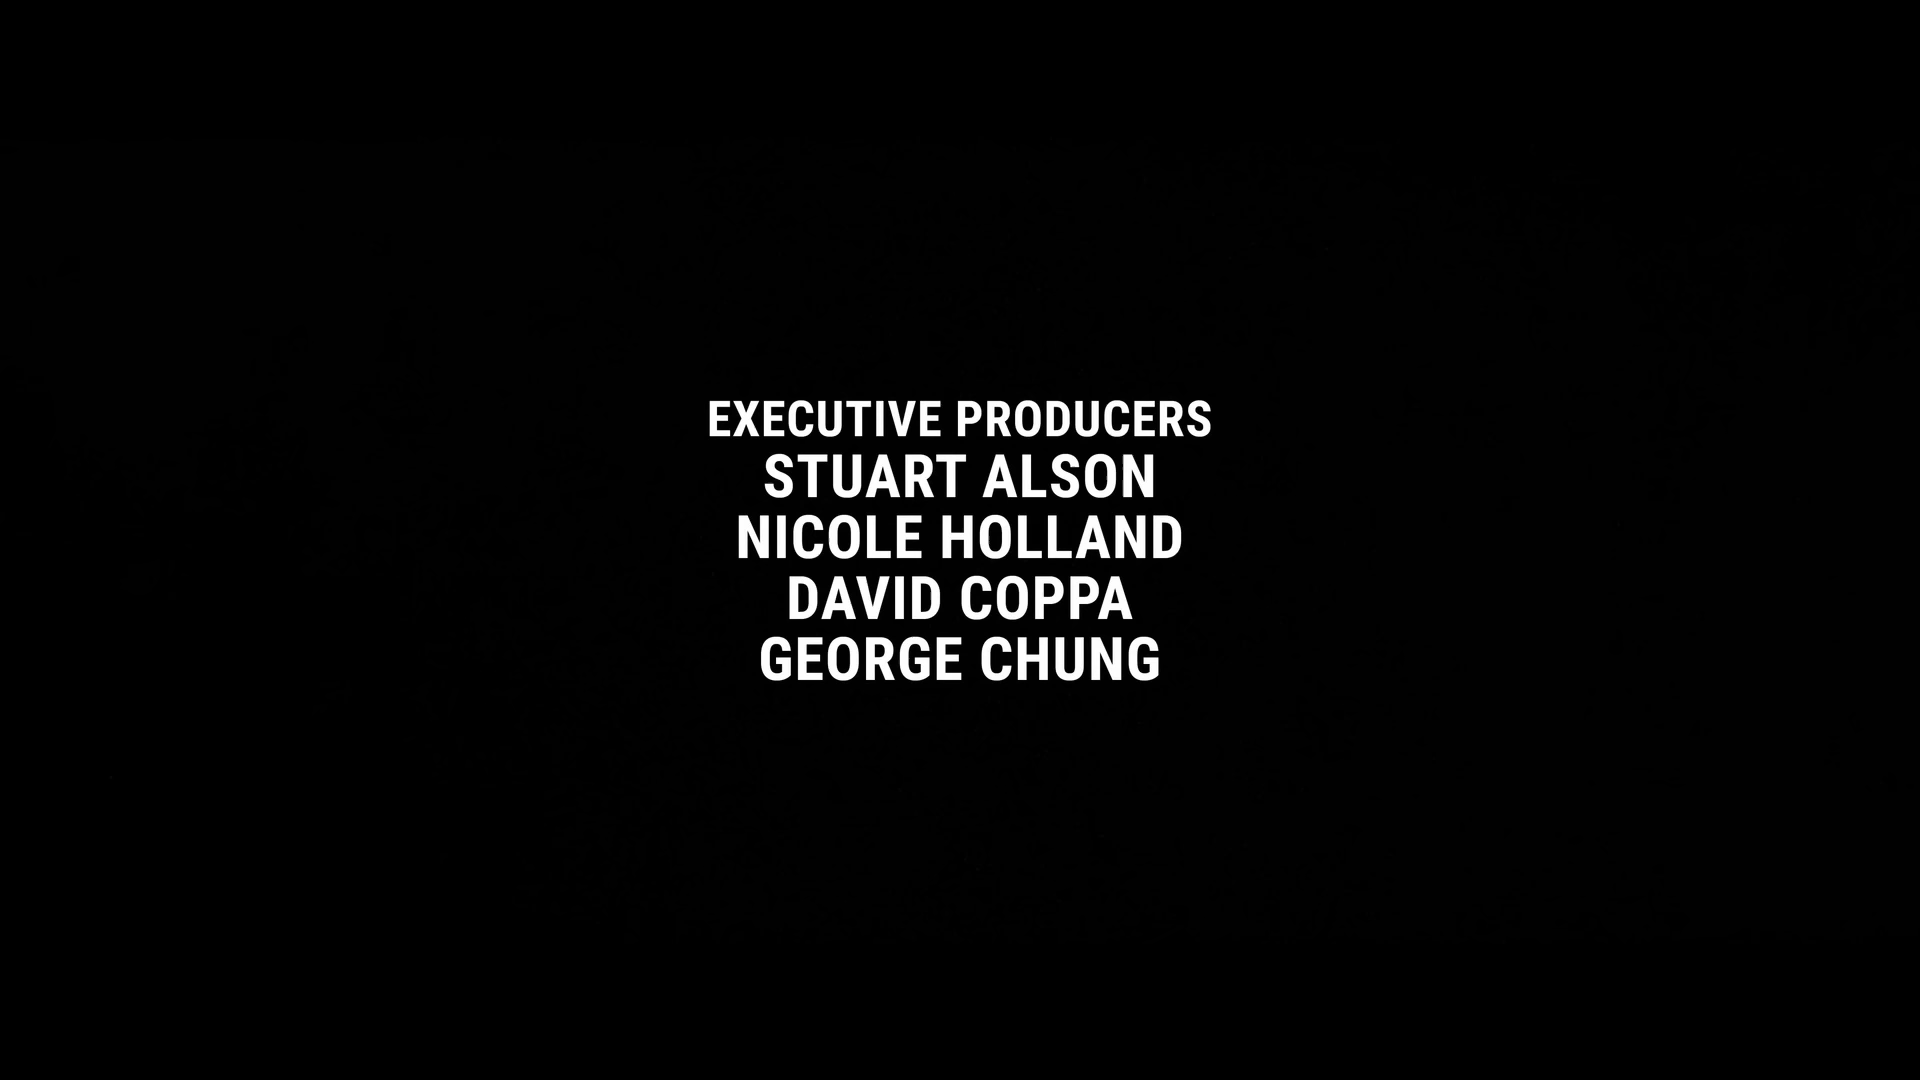 EXECUTIVE PRODUCERS
STUART ALSON
NICOLE HOLLAND
DAVID COPPA
GEORGE CHUNG